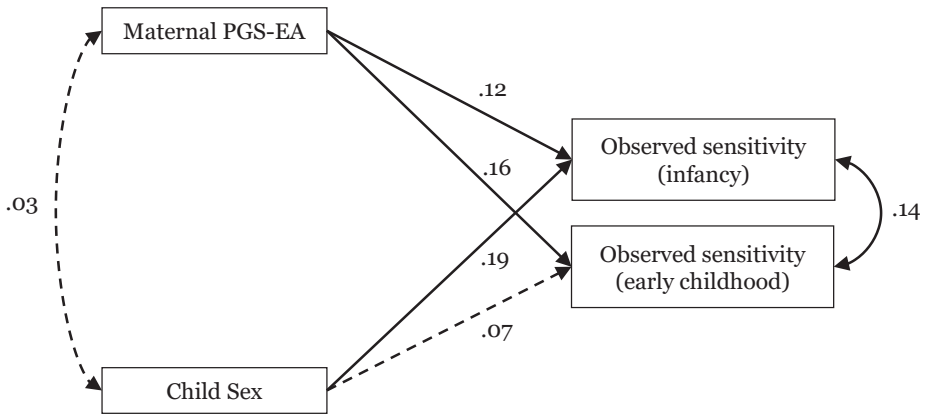 Maternal PGS-EA
.12
Observed sensitivity
(infancy)
.16
.03
.14
Observed sensitivity
(early childhood)
.19
.07
Child Sex